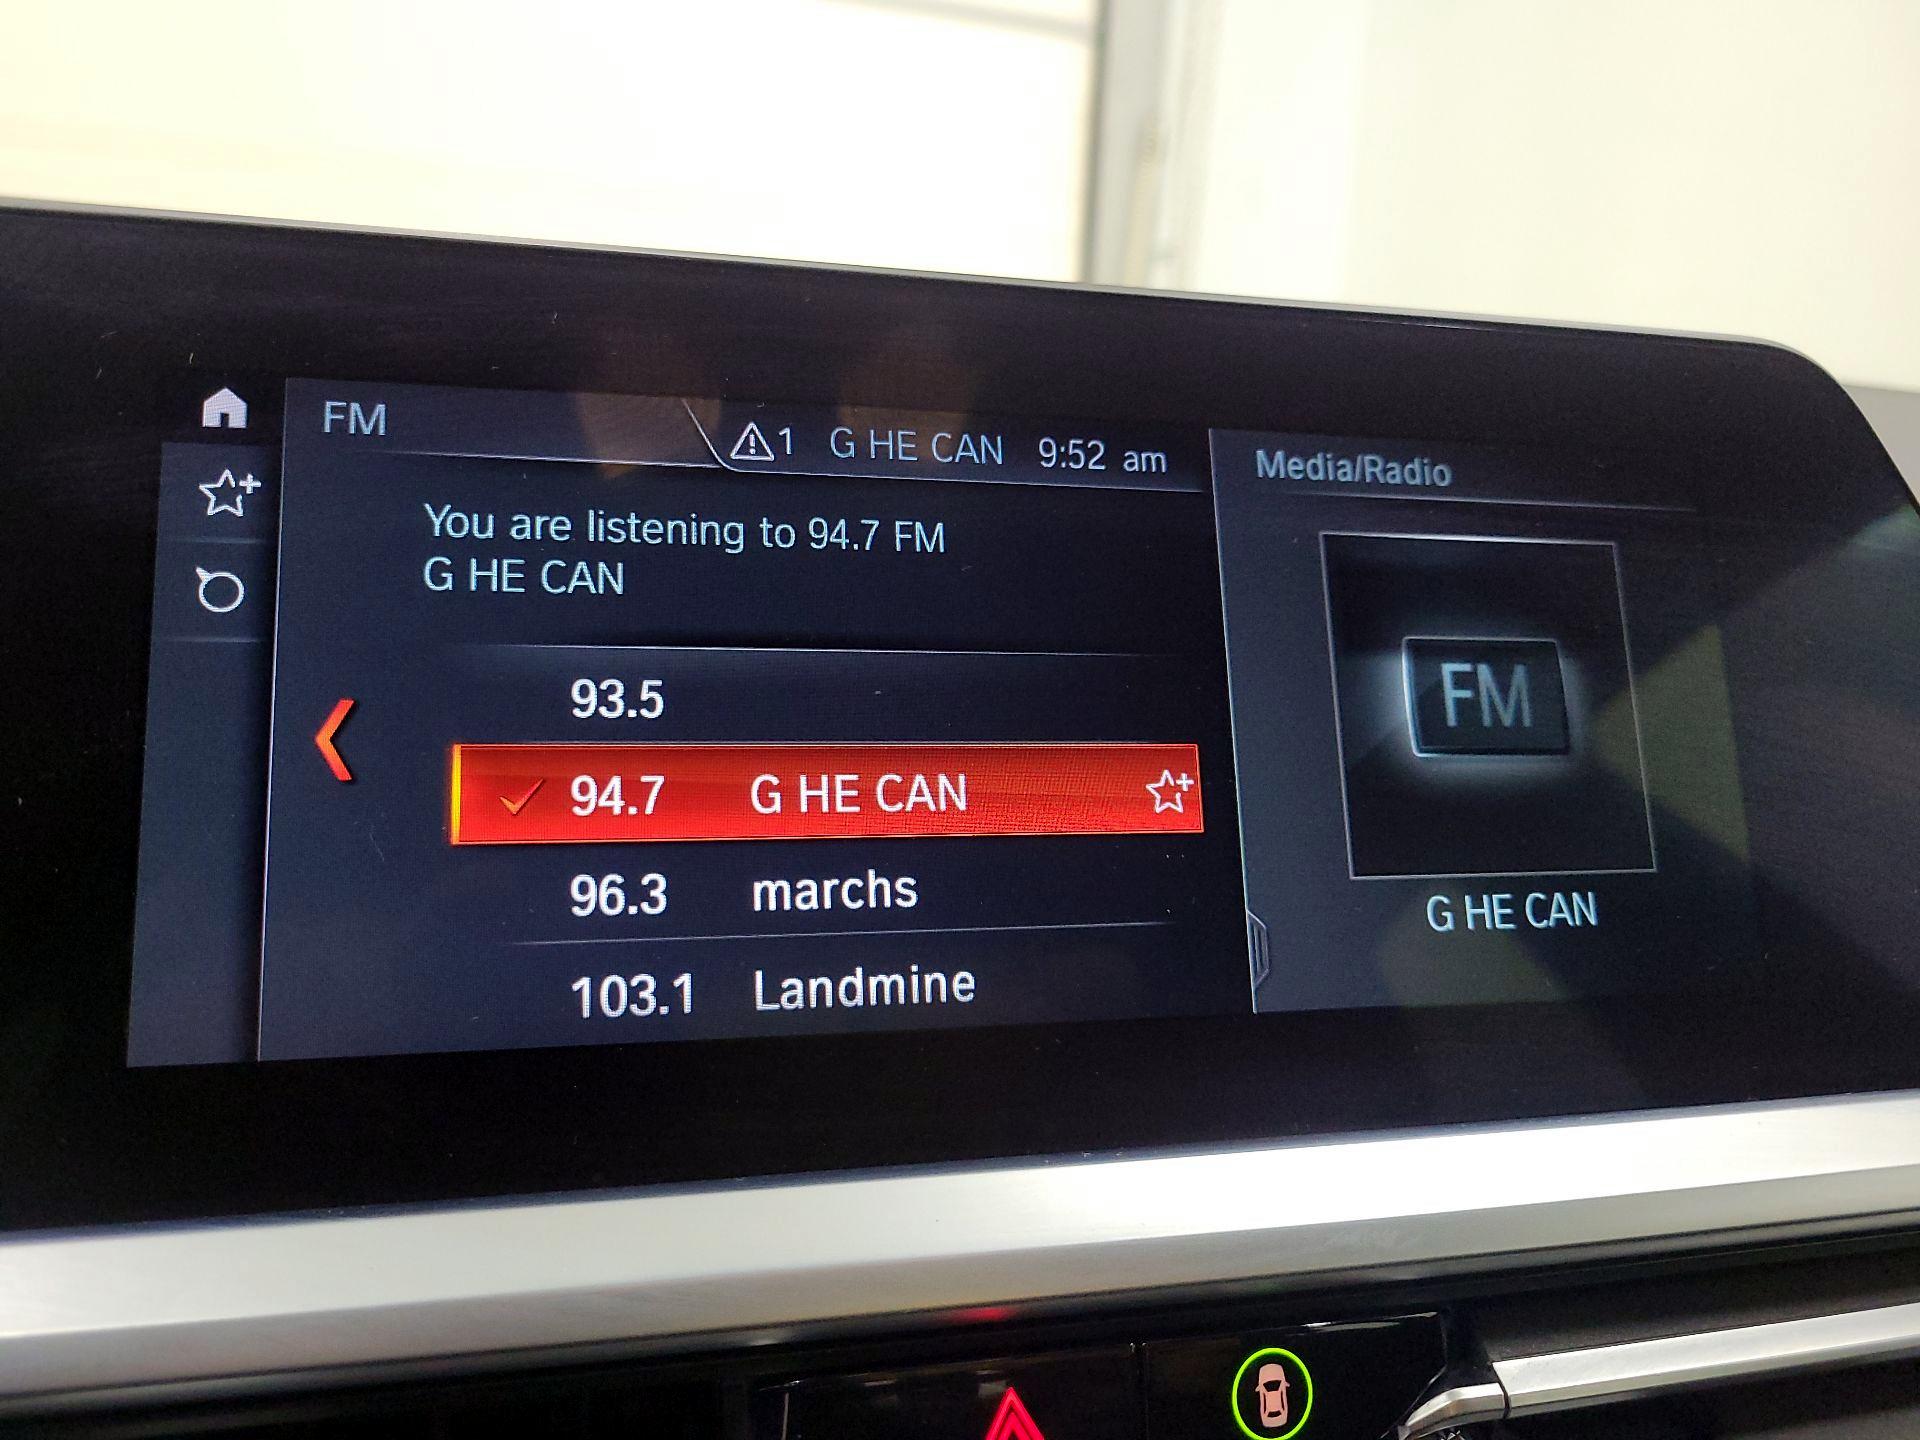 FM
1 G HE CAN 9:52 am
Media/Radio
You are listening to 94.7 FM
G HE CAN
93.5
94.7 G HE CAN
96.3 marchs
103.1 Landmine
FM
G HE CAN